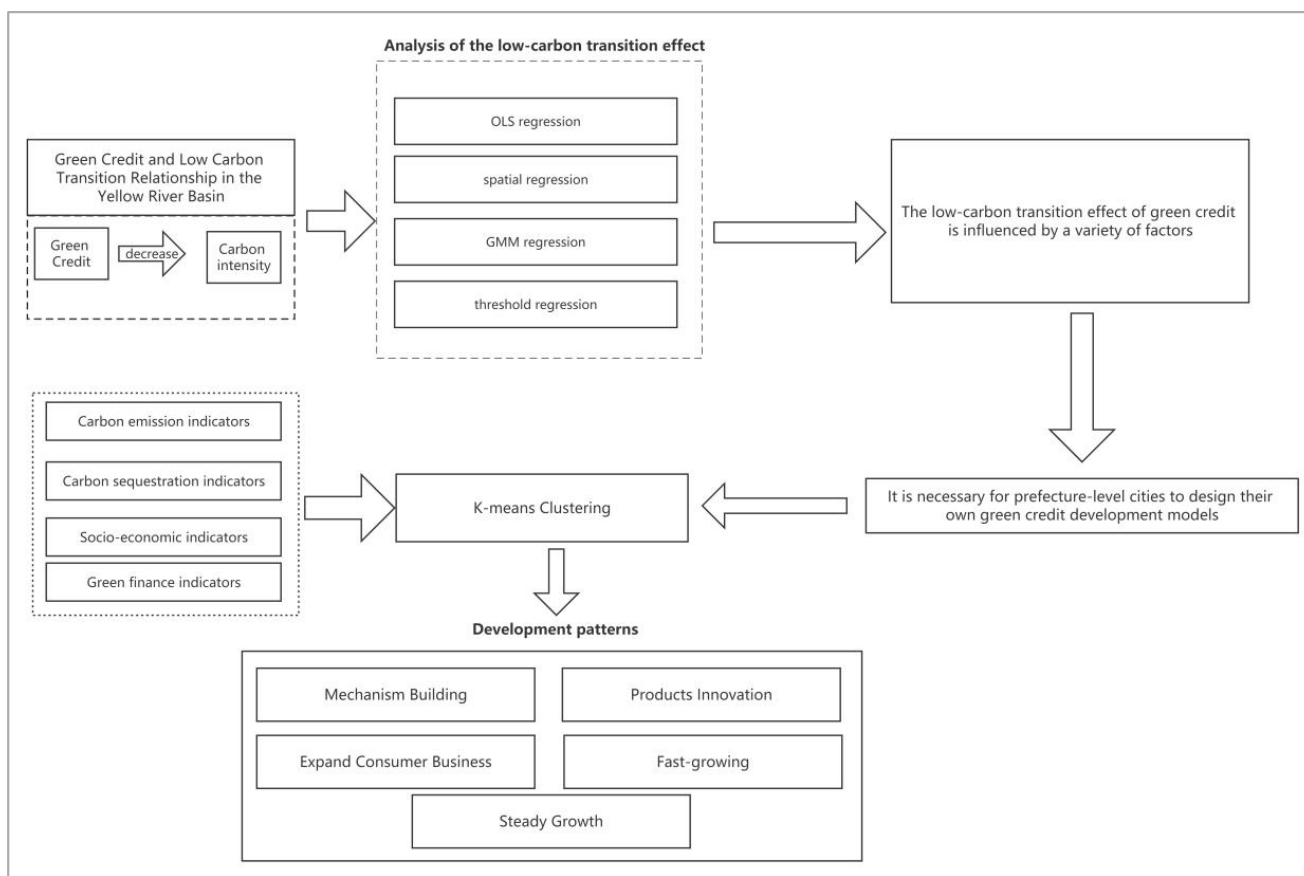 Analysis of the low-carbon transition effect
Green Credit and Low Carbon
Transition Relationship in the
Yellow River Basin
Green
Credit
decrease
Carbon
intensity
OLS regression
spatial regression
GMM regression
threshold regression
The low-carbon transition effect of green credit
is influenced by a variety of factors
It is necessary for prefecture-level cities to design their
own green credit development models
Carbon emission indicators
Carbon sequestration indicators
Socio-economic indicators
Green finance indicators
K-means Clustering
Development patterns
Mechanism Building
Products Innovation
Expand Consumer Business
Fast-growing
Steady Growth